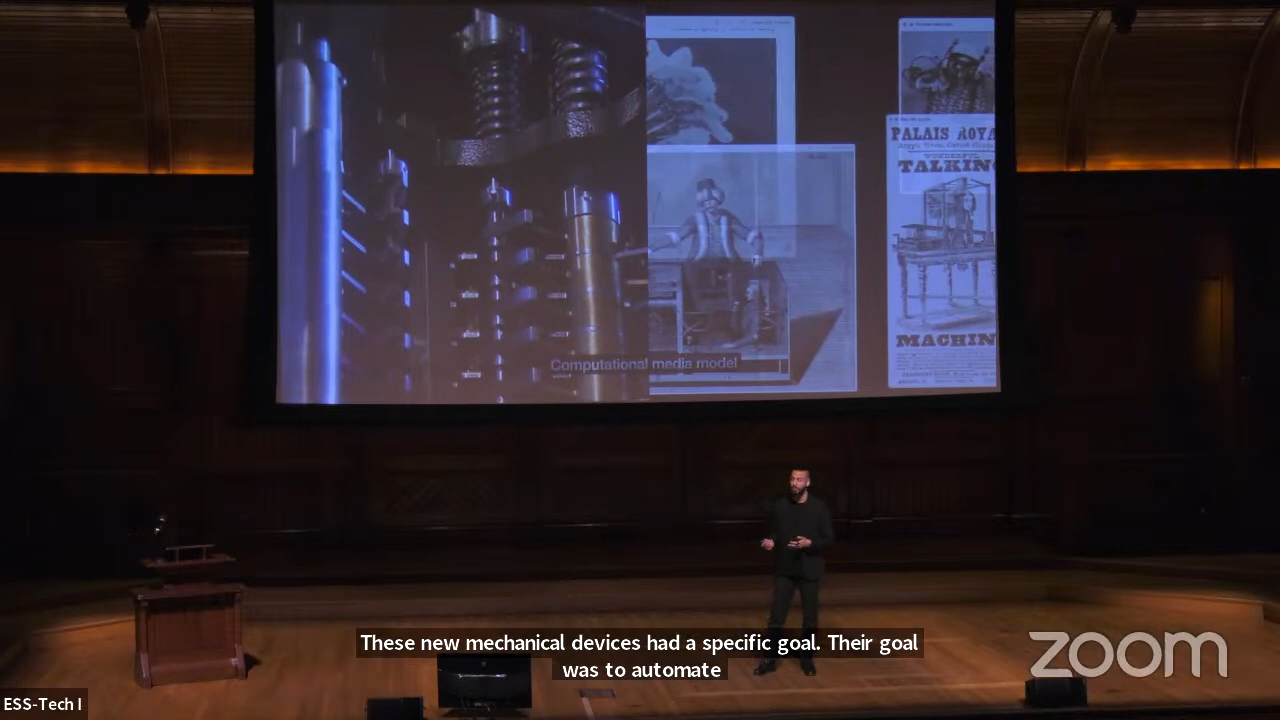 PALAIS ROYA
WONDERFUL
TALKING
MACHIN
Computational media model
These new mechanical devices had a specific goal. Their goal
was to automate
zoom
ESS-Tech I